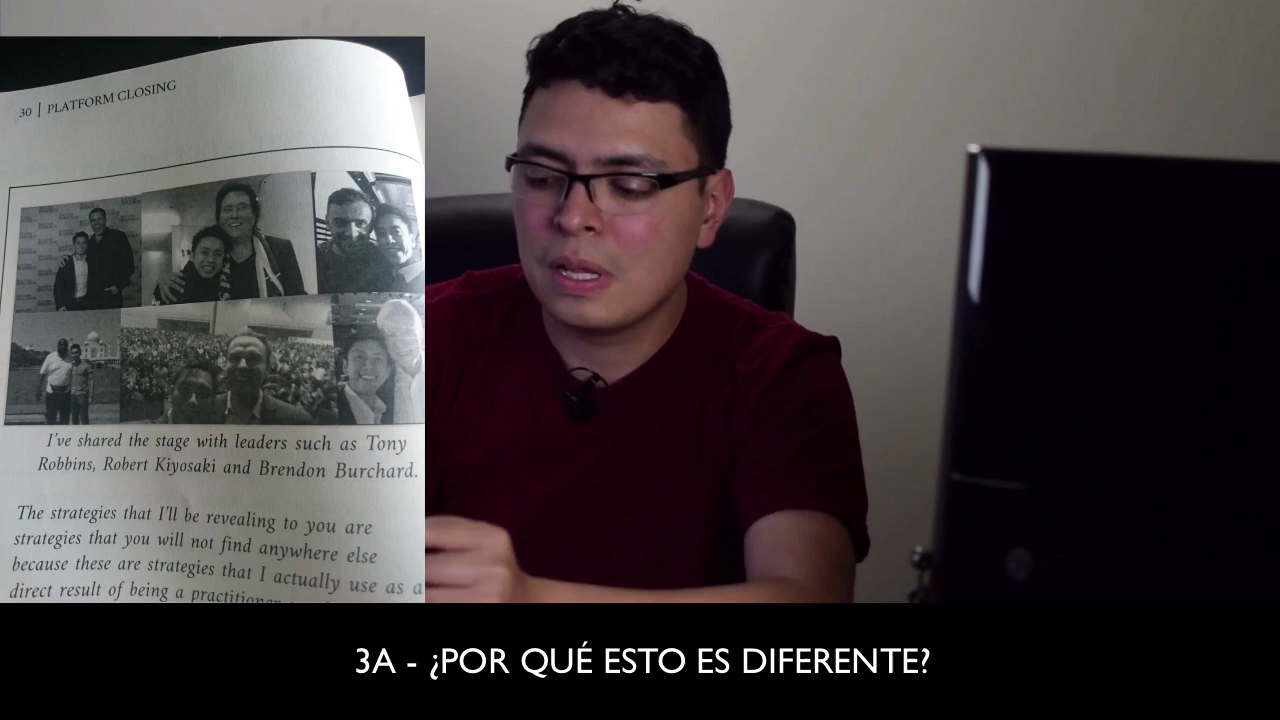 30 | PLATFORM CLOSING
I've shared the stage with leaders such as Tony
Robbins, Robert Kiyosaki and Brendon Burchard.
The strategies that I'll be revealing to you are
strategies that you will not find anywhere else
because these are strategies that I actually use as a
direct result of being a practitioner
3A - ¿POR QUÉ ESTO ES DIFERENTE?